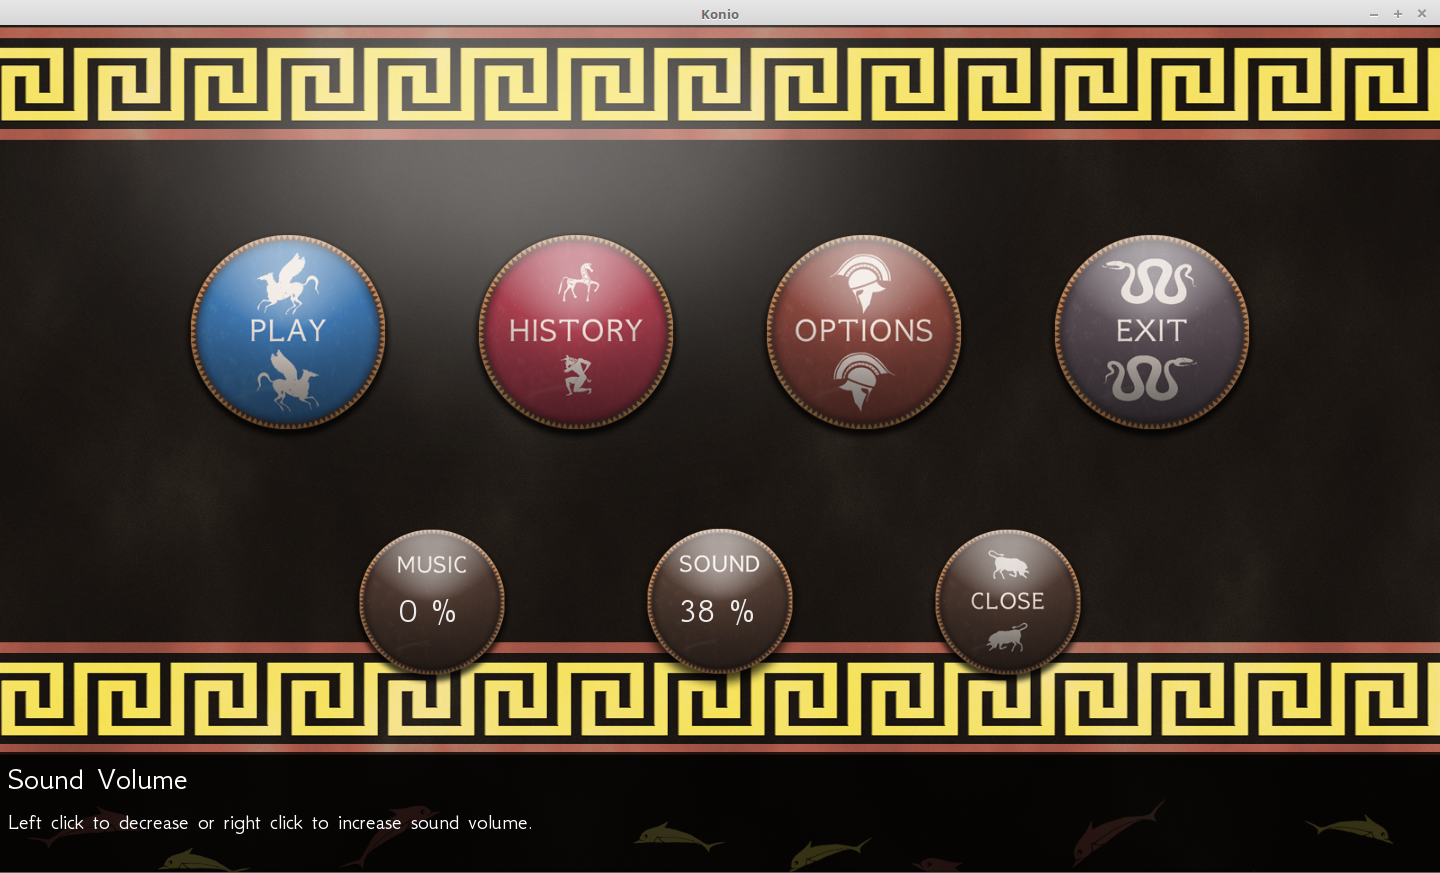 Konio
PLAY
HISTORY
OPTIONS
EXIT
MUSIC
0 %
SOUND
38 %
CLOSE
Sound Volume
Left click to decrease or right click to increase sound volume.